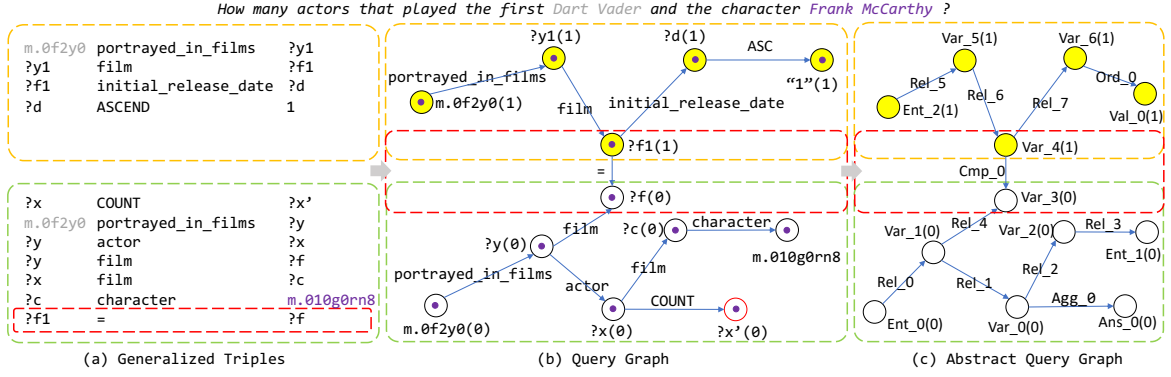 How many actors that played the first Dart Vader and the character Frank McCarthy ?
m.0f2y0 portrayed_in_films ?y1
?y1 film ?f1
?f1 initial_release_date ?d
?d ASCEND 1
?x COUNT ?x’
m.0f2y0 portrayed_in_films ?y
?y actor ?x
?y film ?f
?x film ?c
?c character m.010g0rn8
?f1 = ?f
(a) Generalized Triples
?y1(1)
?d(1)
ASC
portrayed_in_films
“1”(1)
m.0f2y0(1)
film
initial_release_date
?f1(1)
=
?f(0)
film
?c(0)
character
?y(0)
m.010g0rn8
portrayed_in_films
film
actor
COUNT
m.0f2y0(0)
?x(0)
?x’(0)
(b) Query Graph
Var_5(1)
Var_6(1)
Rel_5
Ord_0
Rel_6
Rel_7
Ent_2(1)
Val_0(1)
Var_4(1)
Cmp_0
Var_3(0)
Rel_4
Var_1(0)
Var_2(0)
Rel_3
Ent_1(0)
Rel_0
Rel_2
Rel_1
Agg_0
Ent_0(0)
Var_0(0)
Ans_0(0)
(c) Abstract Query Graph